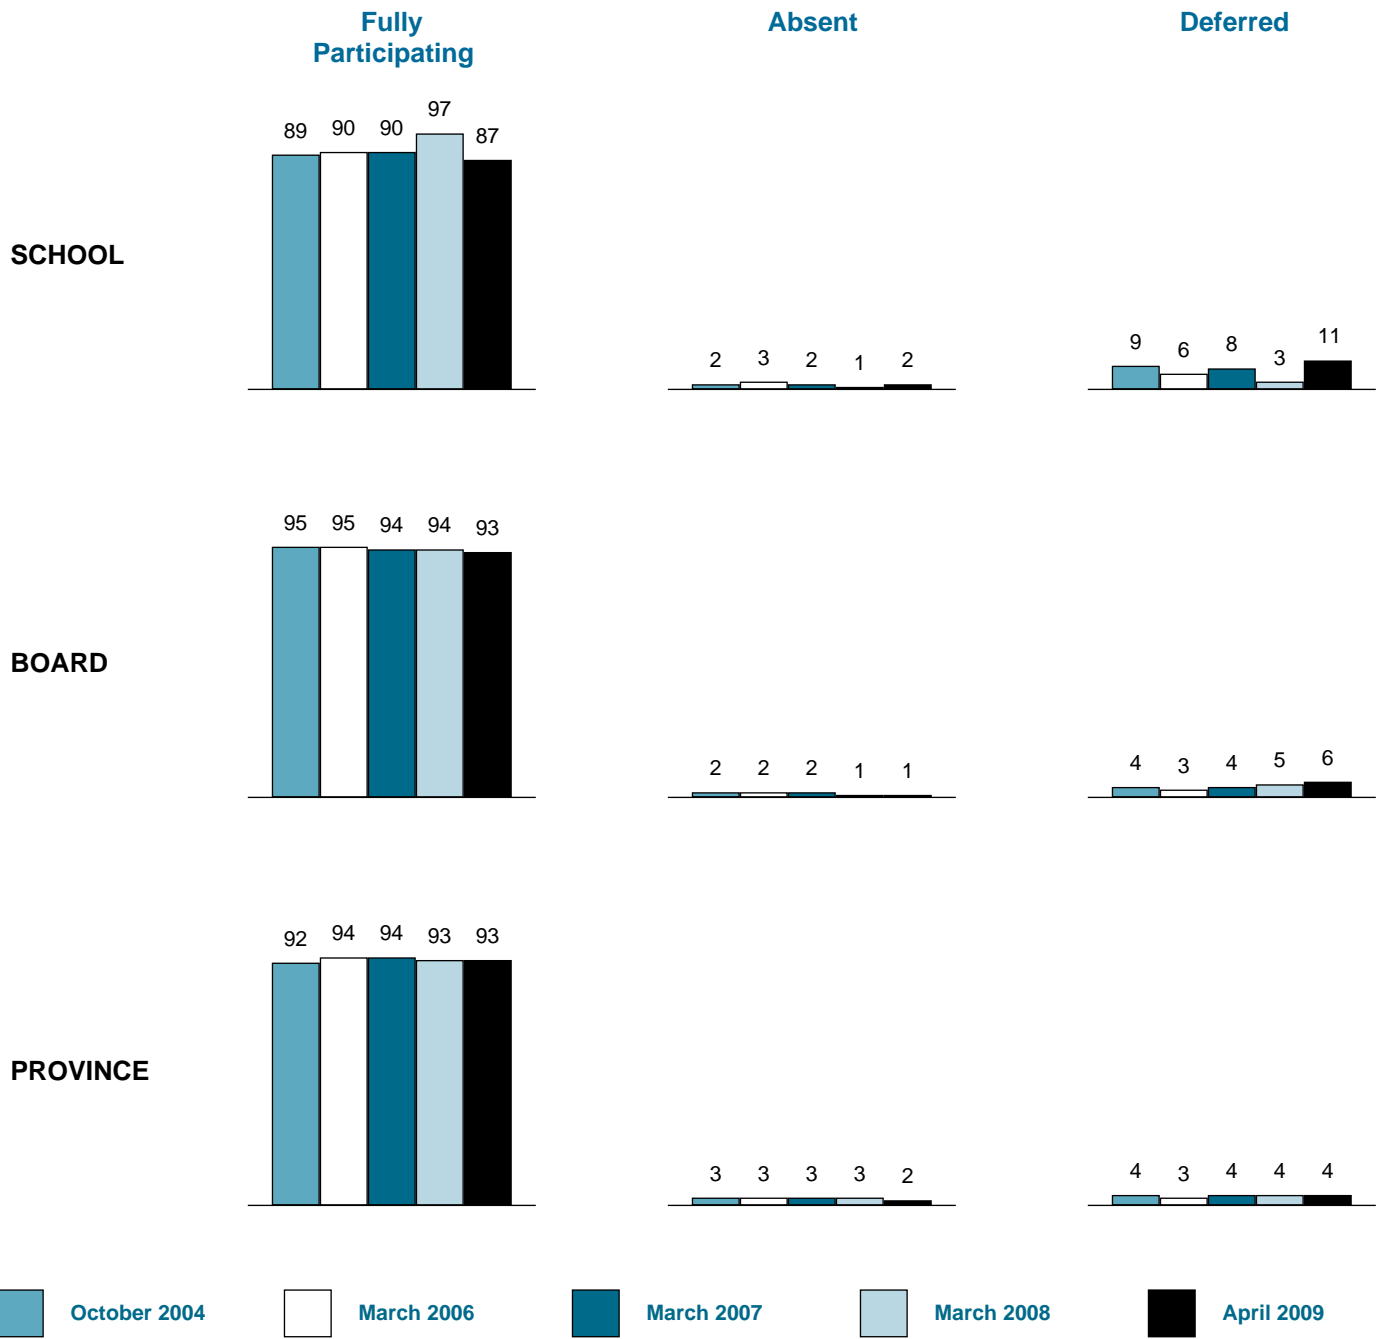 Fully
Participating
Absent
Deferred
SCHOOL
89 90 90 97 87
2 3 2 1 2
9 6 8 3 11
BOARD
95 95 94 94 93
2 2 2 1 1
4 3 4 5 6
PROVINCE
92 94 94 93 93
3 3 3 3 2
4 3 4 4 4
October 2004 March 2006 March 2007 March 2008 April 2009